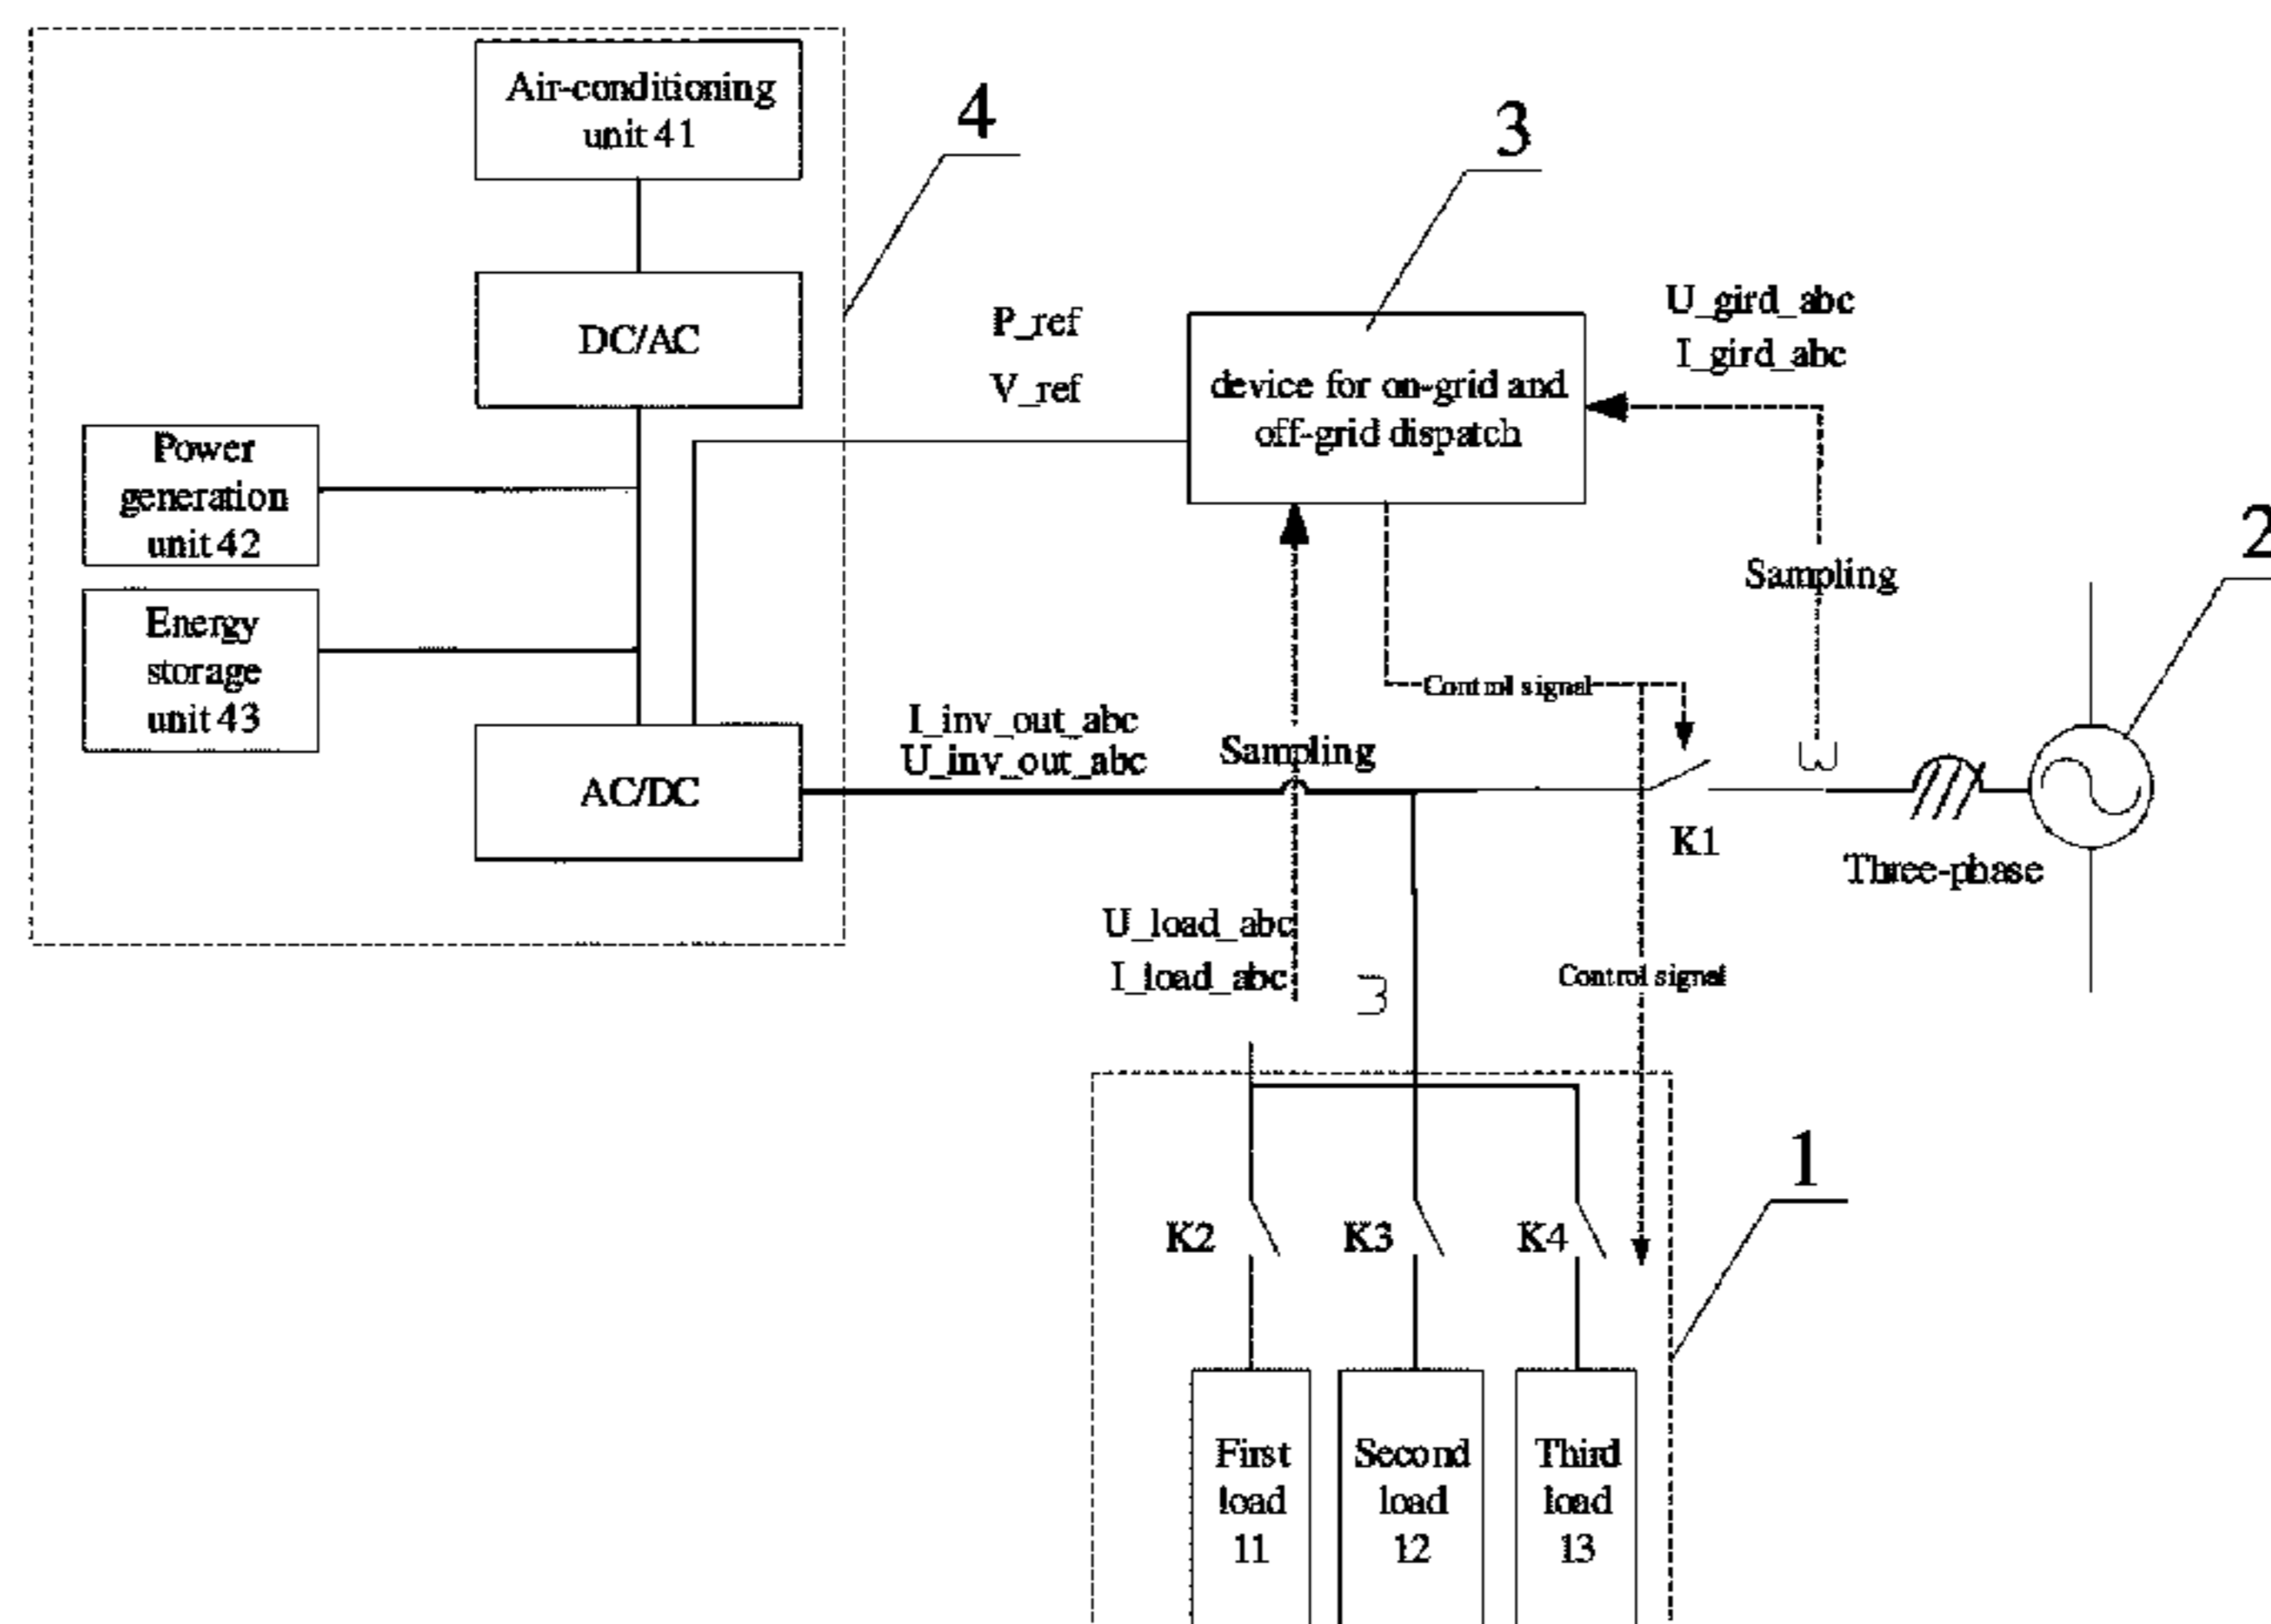 Air-conditioning
unit 41
4
3
DC/AC
P_ref
V_ref
device for on-grid and
off-grid dispatch
U_gird_abc
I_gird_abc
Power
generation
unit 42
Sampling
2
Energy
storage
unit 43
Control signal
I_inv_out_abc
U_inv_out_abc
Sampling
AC/DC
K1
Three-phase
U_load_abc
I_load_abc
Control signal
1
K2
K3
K4
First
load
11
Second
load
12
Third
load
13